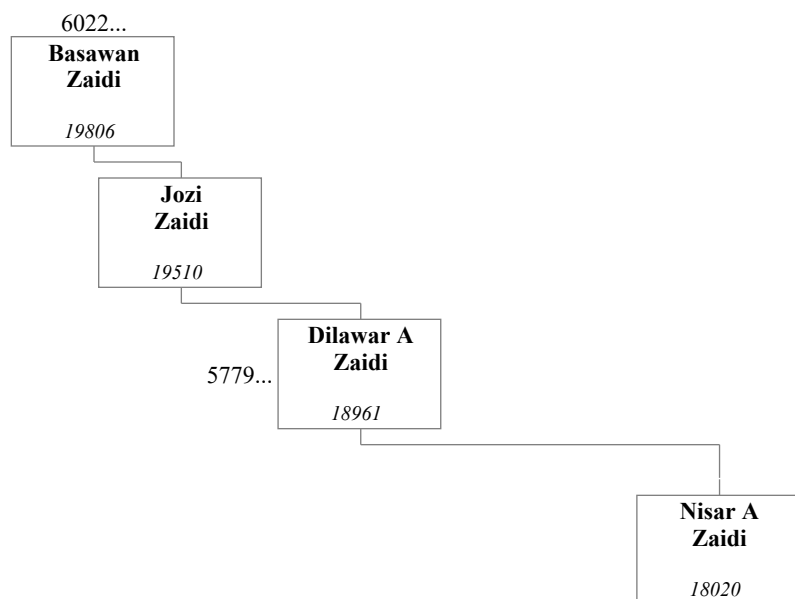 6022...
Basawan
Zaidi
19806
Jozi
Zaidi
19510
Dilawar A
Zaidi
5779...
18961
Nisar A
Zaidi
18020